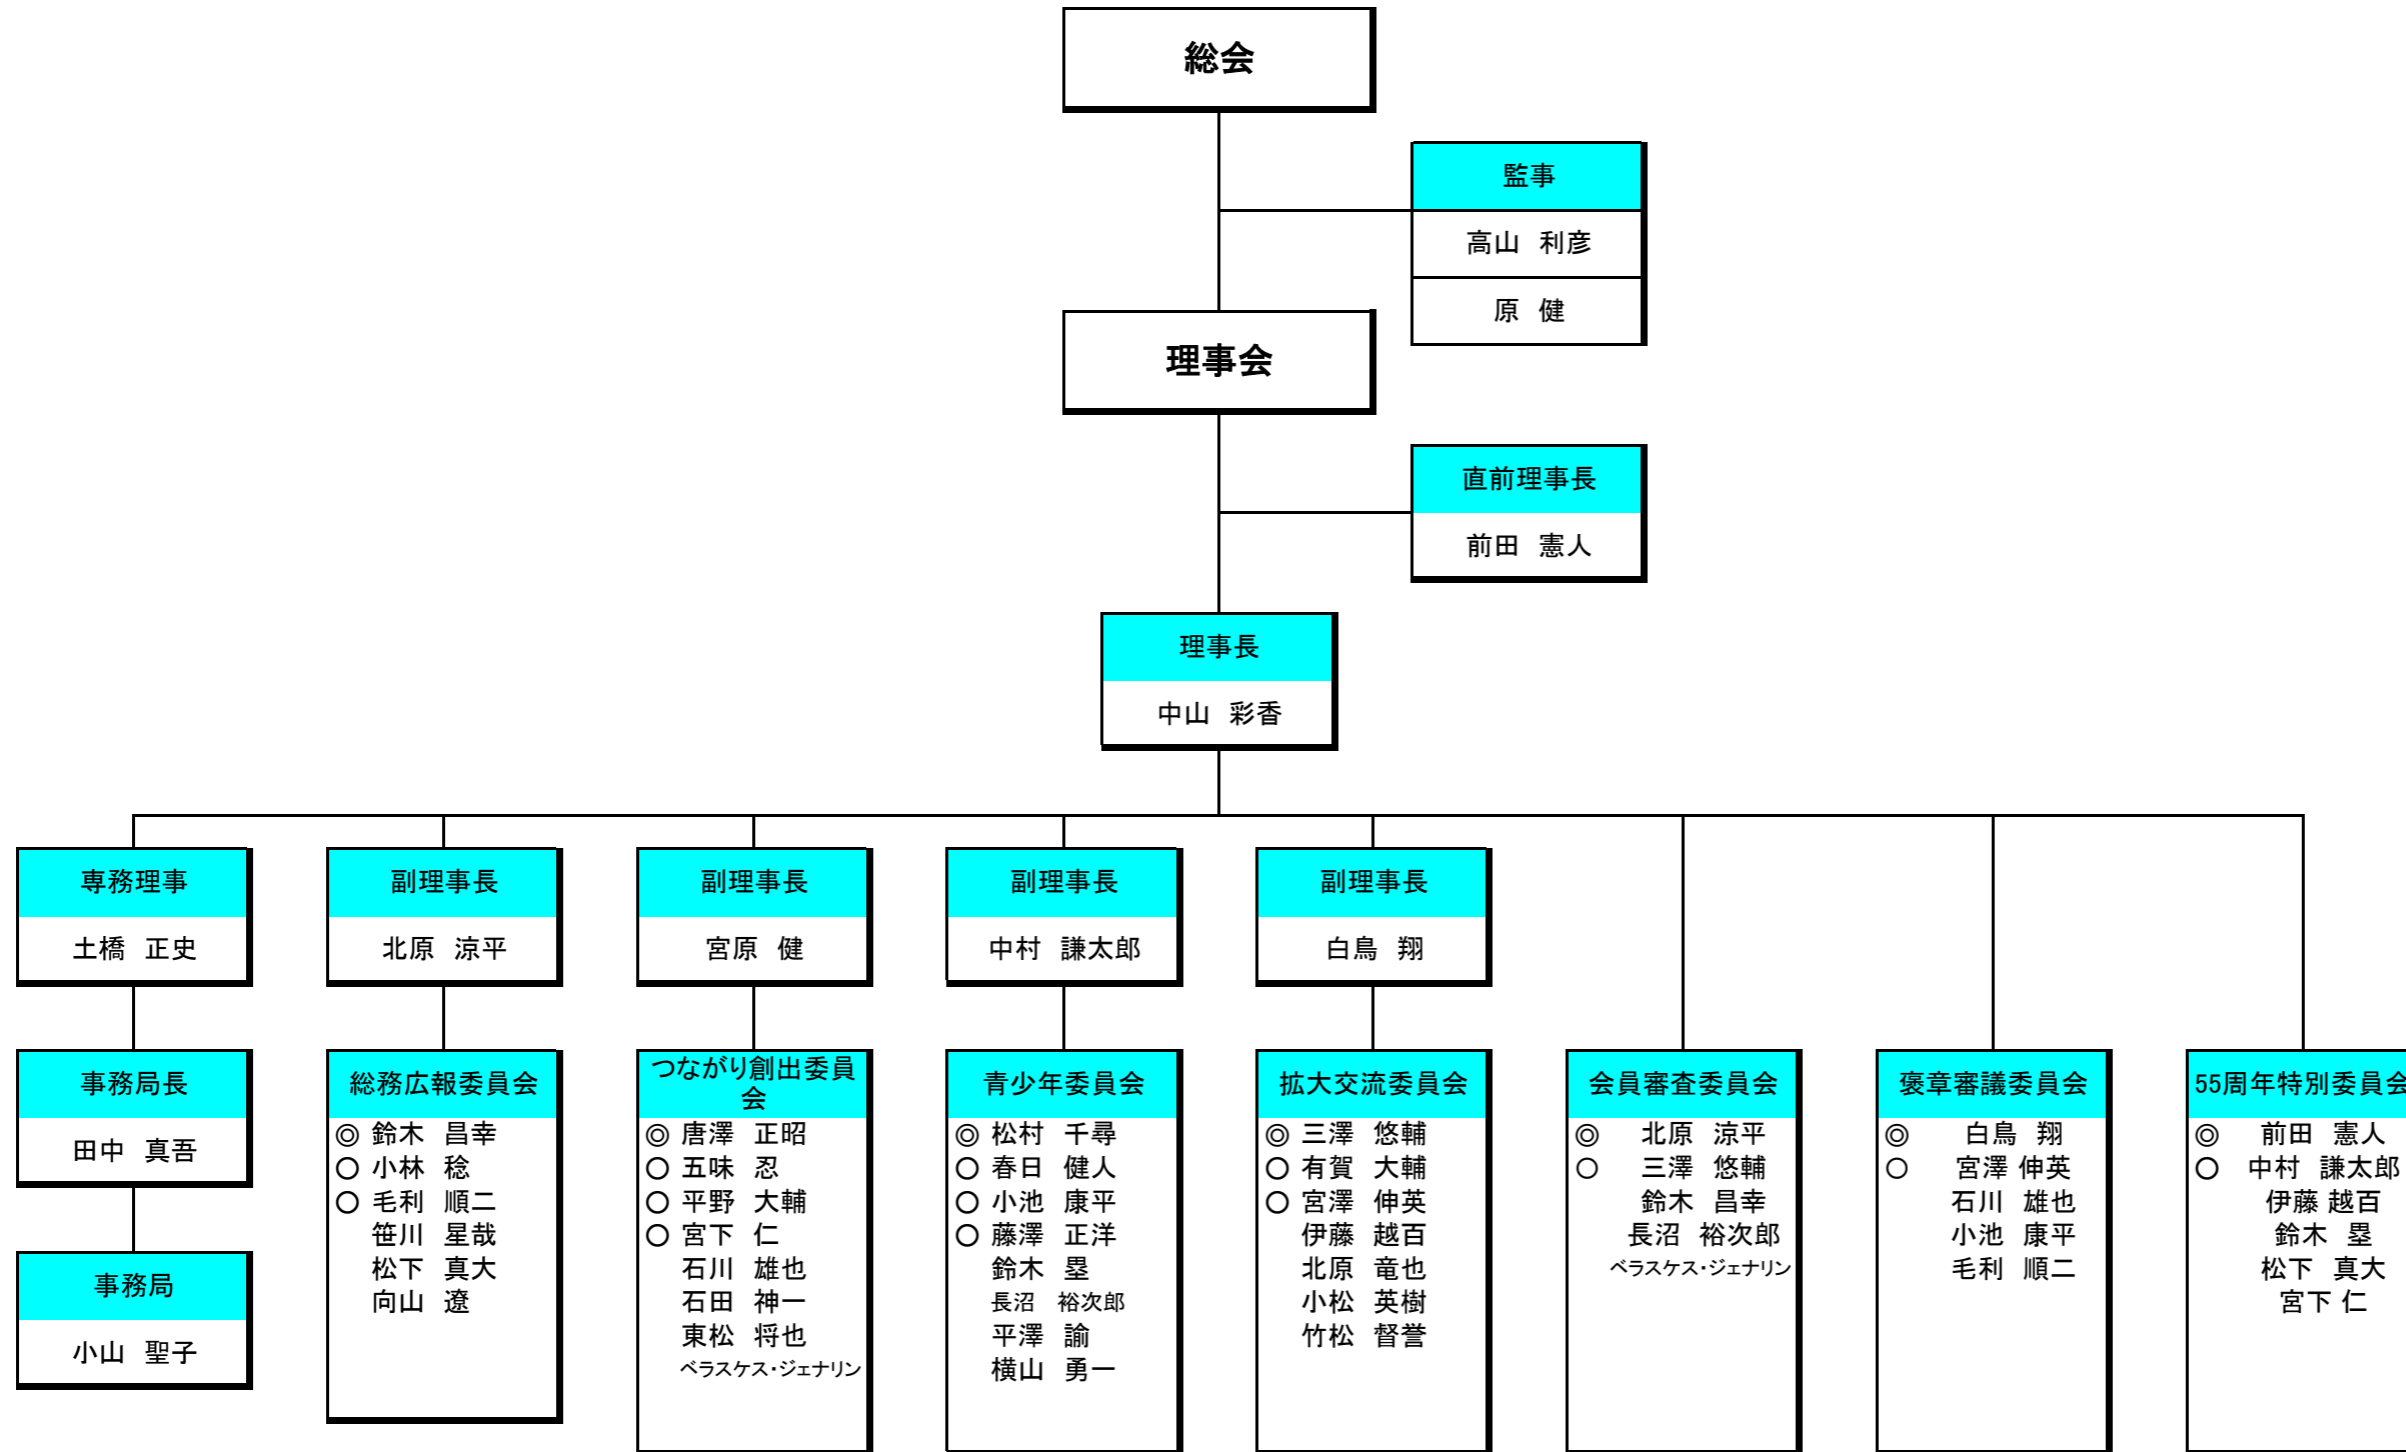 総会
監事
高山　利彦
原　健
理事会
直前理事長
前田　憲人
理事長
中山　彩香
専務理事
土橋　正史
副理事長
北原　涼平
副理事長
宮原　健
副理事長
中村　謙太郎
副理事長
白鳥　翔
事務局長
田中　真吾
事務局
小山　聖子
総務広報委員会
◎ 鈴木　昌幸
○ 小林　稔
○ 毛利　順二
笹川　星哉
松下　真大
向山　遼
つながり創出委員
会
◎ 唐澤　正昭
○ 五味　忍
○ 平野　大輔
○ 宮下　仁
石川　雄也
石田　神一
東松　将也
ベラスケス・ジェナリン
青少年委員会
◎ 松村　千尋
○ 春日　健人
○ 小池　康平
○ 藤澤　正洋
鈴木　塁
長沼　裕次郎
平澤　諭
横山　勇一
拡大交流委員会
◎ 三澤　悠輔
○ 有賀　大輔
○ 宮澤　伸英
伊藤　越百
北原　竜也
小松　英樹
竹松　督誉
会員審査委員会
◎ 北原　涼平
○ 三澤　悠輔
鈴木　昌幸
長沼　裕次郎
ベラスケス・ジェナリン
褒章審議委員会
◎ 白鳥　翔
○ 宮澤 伸英
石川　雄也
小池　康平
毛利　順二
55周年特別委員会
◎ 前田　憲人
○ 中村　謙太郎
伊藤 越百
鈴木　塁
松下　真大
宮下 仁